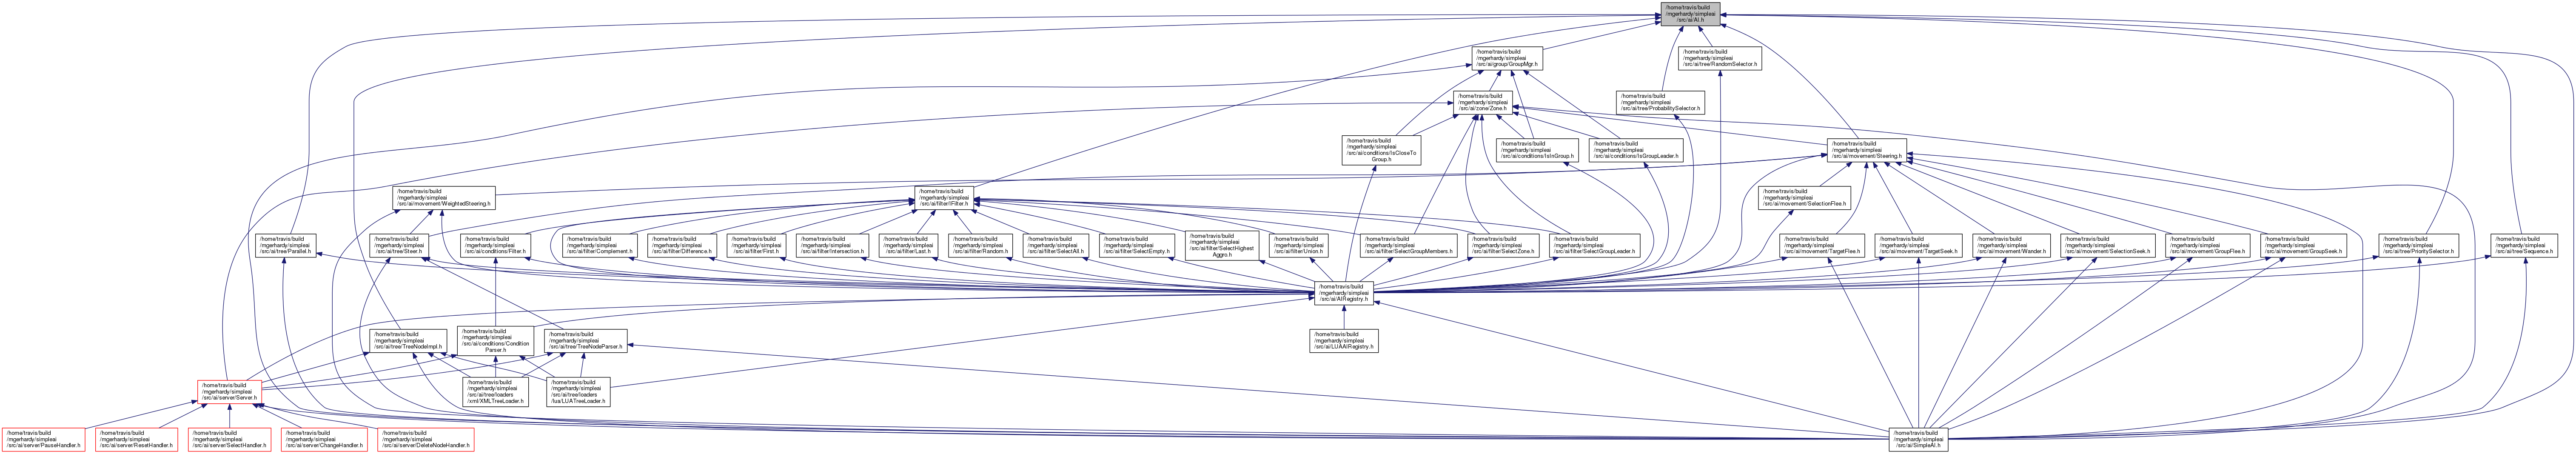 /home/travis/build
/mgerhardy/simpleai
/src/ai/AI.h
/home/travis/build
/mgerhardy/simpleai
/src/ai/group/GroupMgr.h
/home/travis/build
/mgerhardy/simpleai
/src/ai/tree/RandomSelector.h
/home/travis/build
/mgerhardy/simpleai
/src/ai/zone/Zone.h
/home/travis/build
/mgerhardy/simpleai
/src/ai/tree/ProbabilitySelector.h
/home/travis/build
/mgerhardy/simpleai
/src/ai/conditions/IsCloseTo
Group.h
/home/travis/build
/mgerhardy/simpleai
/src/ai/conditions/IsInGroup.h
/home/travis/build
/mgerhardy/simpleai
/src/ai/conditions/IsGroupLeader.h
/home/travis/build
/mgerhardy/simpleai
/src/ai/movement/Steering.h
/home/travis/build
/mgerhardy/simpleai
/src/ai/movement/WeightedSteering.h
/home/travis/build
/mgerhardy/simpleai
/src/ai/filter/IFilter.h
/home/travis/build
/mgerhardy/simpleai
/src/ai/movement/SelectionFlee.h
/home/travis/build
/mgerhardy/simpleai
/src/ai/tree/Parallel.h
/home/travis/build
/mgerhardy/simpleai
/src/ai/tree/Steer.h
/home/travis/build
/mgerhardy/simpleai
/src/ai/conditions/Filter.h
/home/travis/build
/mgerhardy/simpleai
/src/ai/filter/Complement.h
/home/travis/build
/mgerhardy/simpleai
/src/ai/filter/Difference.h
/home/travis/build
/mgerhardy/simpleai
/src/ai/filter/First.h
/home/travis/build
/mgerhardy/simpleai
/src/ai/filter/Intersection.h
/home/travis/build
/mgerhardy/simpleai
/src/ai/filter/Last.h
/home/travis/build
/mgerhardy/simpleai
/src/ai/filter/Random.h
/home/travis/build
/mgerhardy/simpleai
/src/ai/filter/SelectAll.h
/home/travis/build
/mgerhardy/simpleai
/src/ai/filter/SelectEmpty.h
/home/travis/build
/mgerhardy/simpleai
/src/ai/filter/SelectHighest
Aggro.h
/home/travis/build
/mgerhardy/simpleai
/src/ai/filter/Union.h
/home/travis/build
/mgerhardy/simpleai
/src/ai/filter/SelectGroupMembers.h
/home/travis/build
/mgerhardy/simpleai
/src/ai/filter/SelectZone.h
/home/travis/build
/mgerhardy/simpleai
/src/ai/filter/SelectGroupLeader.h
/home/travis/build
/mgerhardy/simpleai
/src/ai/movement/TargetFlee.h
/home/travis/build
/mgerhardy/simpleai
/src/ai/movement/TargetSeek.h
/home/travis/build
/mgerhardy/simpleai
/src/ai/movement/Wander.h
/home/travis/build
/mgerhardy/simpleai
/src/ai/movement/SelectionSeek.h
/home/travis/build
/mgerhardy/simpleai
/src/ai/movement/GroupFlee.h
/home/travis/build
/mgerhardy/simpleai
/src/ai/movement/GroupSeek.h
/home/travis/build
/mgerhardy/simpleai
/src/ai/tree/PrioritySelector.h
/home/travis/build
/mgerhardy/simpleai
/src/ai/tree/Sequence.h
/home/travis/build
/mgerhardy/simpleai
/src/ai/AIRegistry.h
/home/travis/build
/mgerhardy/simpleai
/src/ai/tree/TreeNodeImpl.h
/home/travis/build
/mgerhardy/simpleai
/src/ai/conditions/Condition
Parser.h
/home/travis/build
/mgerhardy/simpleai
/src/ai/tree/TreeNodeParser.h
/home/travis/build
/mgerhardy/simpleai
/src/ai/LUAAIRegistry.h
/home/travis/build
/mgerhardy/simpleai
/src/ai/server/Server.h
/home/travis/build
/mgerhardy/simpleai
/src/ai/tree/loaders
/xml/XMLTreeLoader.h
/home/travis/build
/mgerhardy/simpleai
/src/ai/tree/loaders
/lua/LUATreeLoader.h
/home/travis/build
/mgerhardy/simpleai
/src/ai/server/PauseHandler.h
/home/travis/build
/mgerhardy/simpleai
/src/ai/server/ResetHandler.h
/home/travis/build
/mgerhardy/simpleai
/src/ai/server/SelectHandler.h
/home/travis/build
/mgerhardy/simpleai
/src/ai/server/ChangeHandler.h
/home/travis/build
/mgerhardy/simpleai
/src/ai/server/DeleteNodeHandler.h
/home/travis/build
/mgerhardy/simpleai
/src/ai/SimpleAI.h